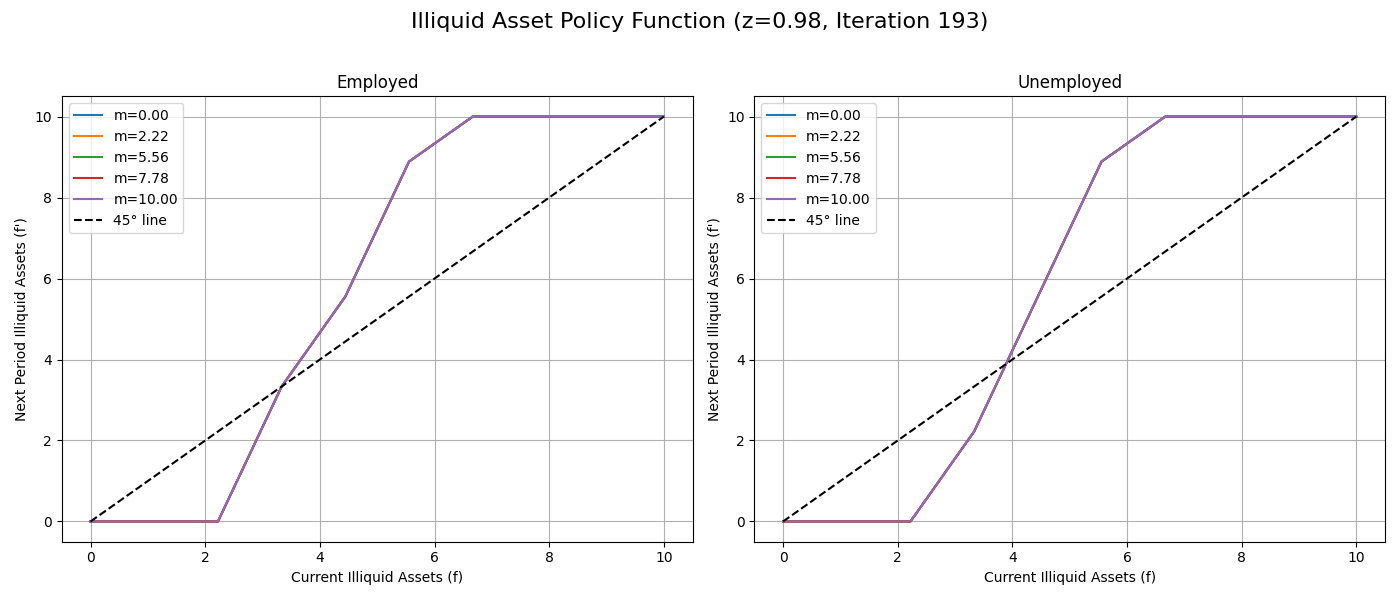 Illiquid Asset Policy Function (z=0.98, Iteration 193)
Employed
m=0.00
m=2.22
m=5.56
m=7.78
m=10.00
45° line
10
8
6
4
2
0
Next Period Illiquid Assets (f')
0 2 4 6 8 10
Current Illiquid Assets (f)
Unemployed
m=0.00
m=2.22
m=5.56
m=7.78
m=10.00
45° line
10
8
6
4
2
0
Next Period Illiquid Assets (f')
0 2 4 6 8 10
Current Illiquid Assets (f)